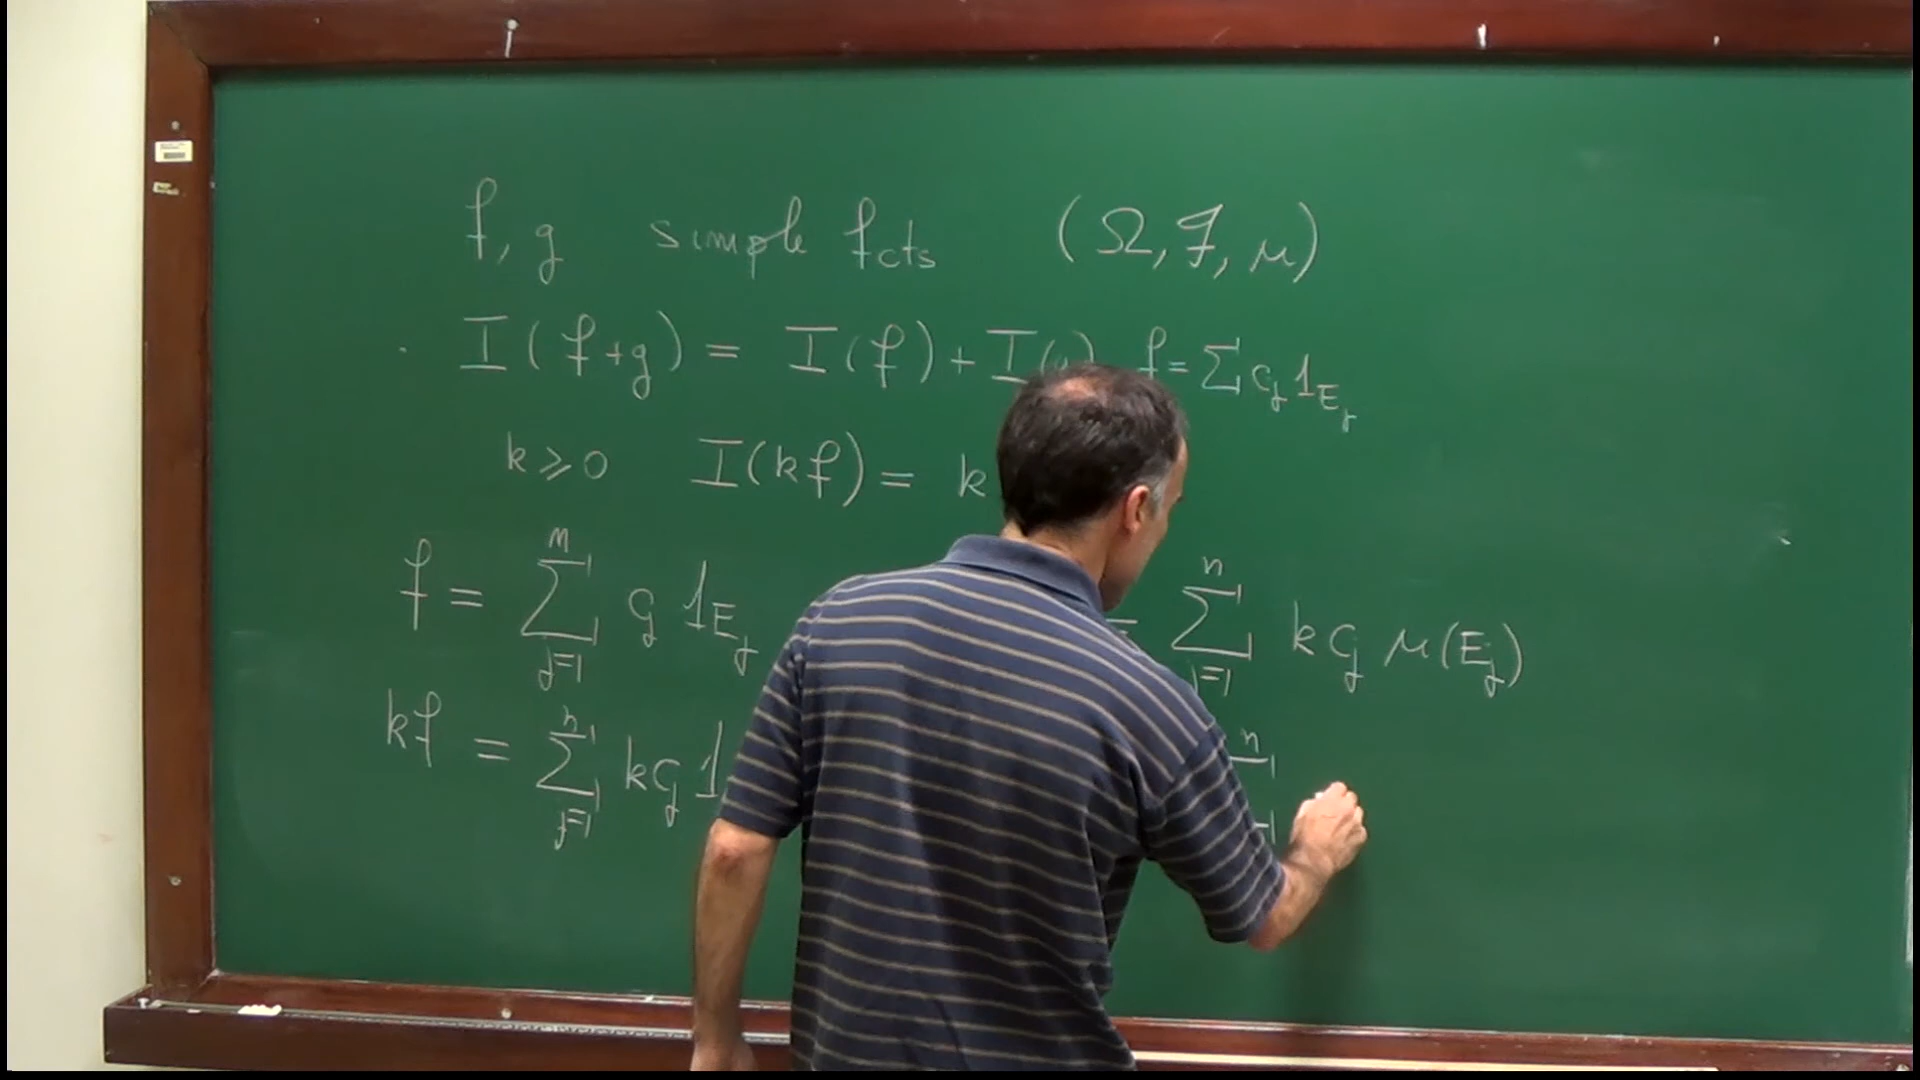 f, g simple fcts (Ω, ℱ, μ)
I(f+g) = I(f) + I(g) f = Σ c_j 1_{E_j}
k ⩾ 0 I(kf) = k
f = Σ_{j=1}^{n} c_j 1_{E_j} = Σ_{j=1}^{n} k c_j μ(E_j)
kf = Σ_{j=1}^{n} k c_j 1 n